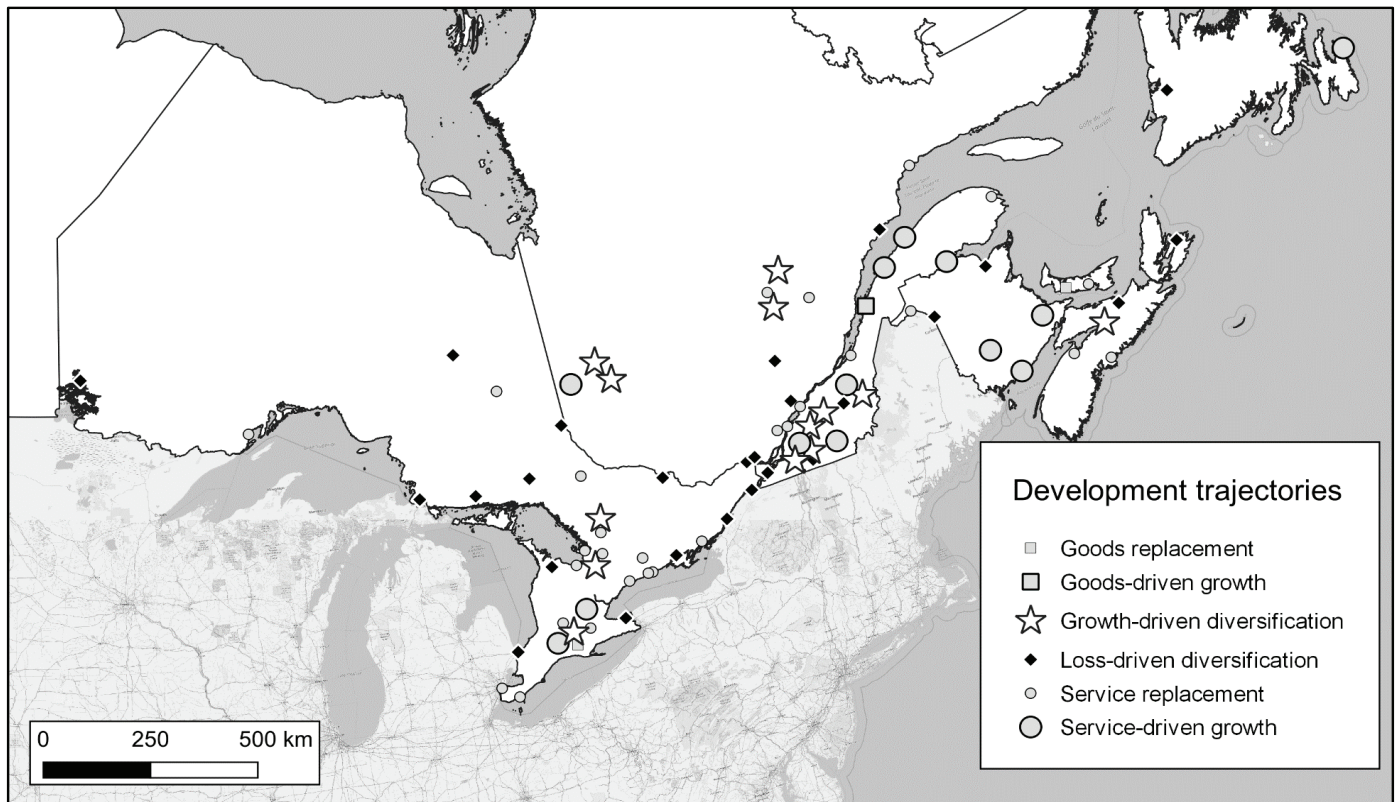 Development trajectories
Goods replacement
Goods-driven growth
Growth-driven diversification
Loss-driven diversification
Service replacement
Service-driven growth
0 250 500 km